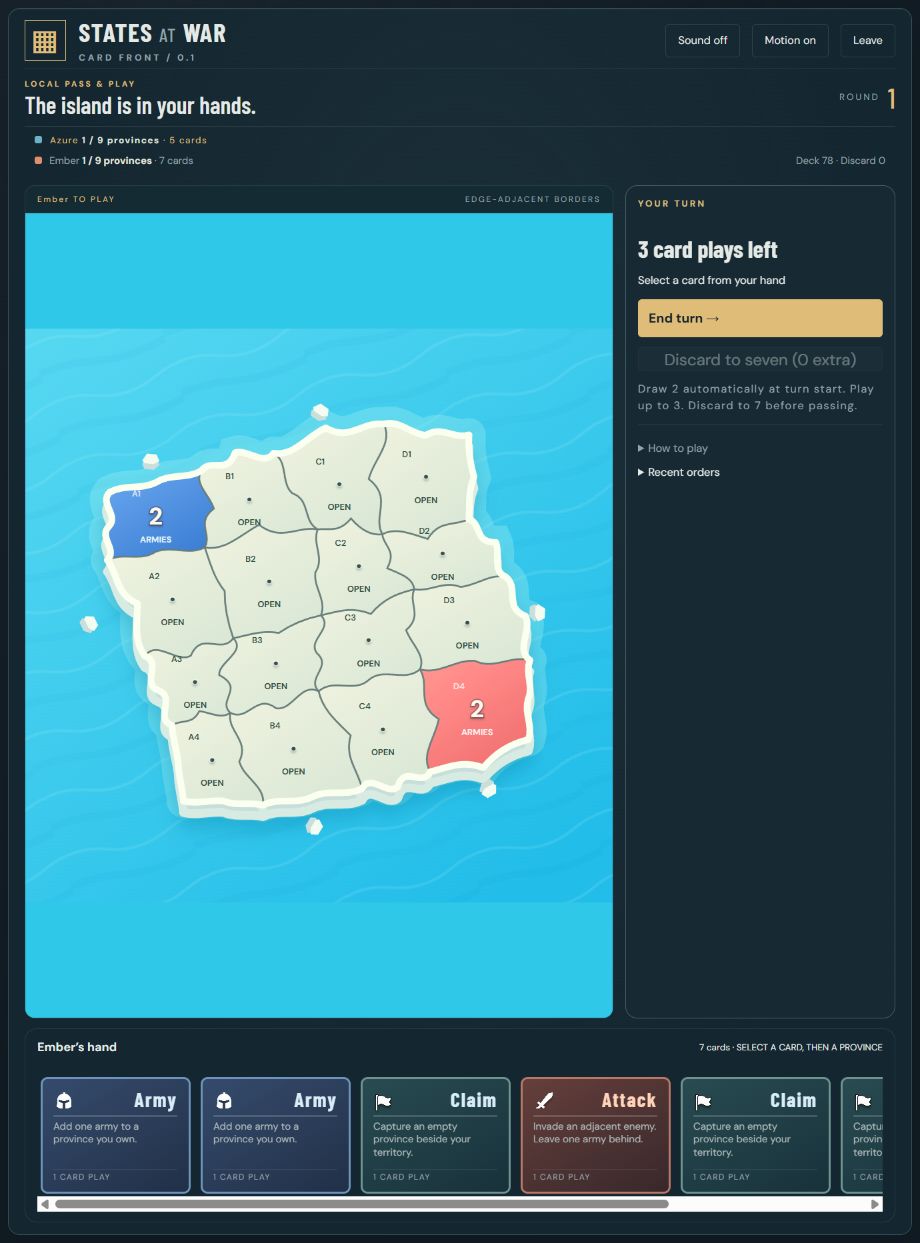 STATES AT WAR
CARD FRONT / 0.1
Sound off
Motion on
Leave
LOCAL PASS & PLAY
The island is in your hands.
ROUND 1
Azure 1 / 9 provinces · 5 cards
Ember 1 / 9 provinces · 7 cards
Deck 78 · Discard 0
Ember TO PLAY
EDGE-ADJACENT BORDERS
A1
2
ARMIES
B1
OPEN
C1
OPEN
D1
OPEN
A2
OPEN
B2
OPEN
C2
OPEN
D2
OPEN
A3
OPEN
B3
OPEN
C3
OPEN
D3
OPEN
A4
OPEN
B4
OPEN
C4
OPEN
D4
2
ARMIES
YOUR TURN
3 card plays left
Select a card from your hand
End turn →
Discard to seven (0 extra)
Draw 2 automatically at turn start. Play
up to 3. Discard to 7 before passing.
How to play
Recent orders
Ember's hand
7 cards · SELECT A CARD, THEN A PROVINCE
Army
Add one army to a
province you own.
1 CARD PLAY
Army
Add one army to a
province you own.
1 CARD PLAY
Claim
Capture an empty
province beside your
territory.
1 CARD PLAY
Attack
Invade an adjacent enemy.
Leave one army behind.
1 CARD PLAY
Claim
Capture an empty
province beside your
territory.
1 CARD PLAY